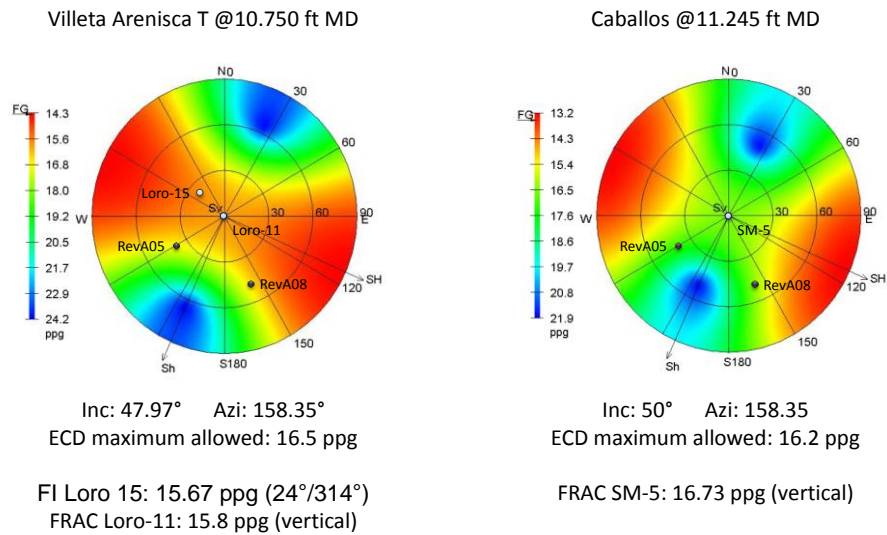 Villeta Arenisca T @10.750 ft MD
Caballos @11.245 ft MD
FG
14.3
15.6
16.8
18.0
19.2
20.5
21.7
22.9
24.2
ppg
N0
30
60
90
E
SH
120
150
S180
Sh
W
30
60
Loro-15
Sv
Loro-11
RevA05
RevA08
FG
13.2
14.3
15.4
16.5
17.6
18.6
19.7
20.8
21.9
ppg
N0
30
60
90
E
SH
120
150
S180
Sh
W
30
60
Sv
SM-5
RevA05
RevA08
Inc: 47.97° Azi: 158.35°
ECD maximum allowed: 16.5 ppg
FI Loro 15: 15.67 ppg (24°/314°)
FRAC Loro-11: 15.8 ppg (vertical)
Inc: 50° Azi: 158.35
ECD maximum allowed: 16.2 ppg
FRAC SM-5: 16.73 ppg (vertical)